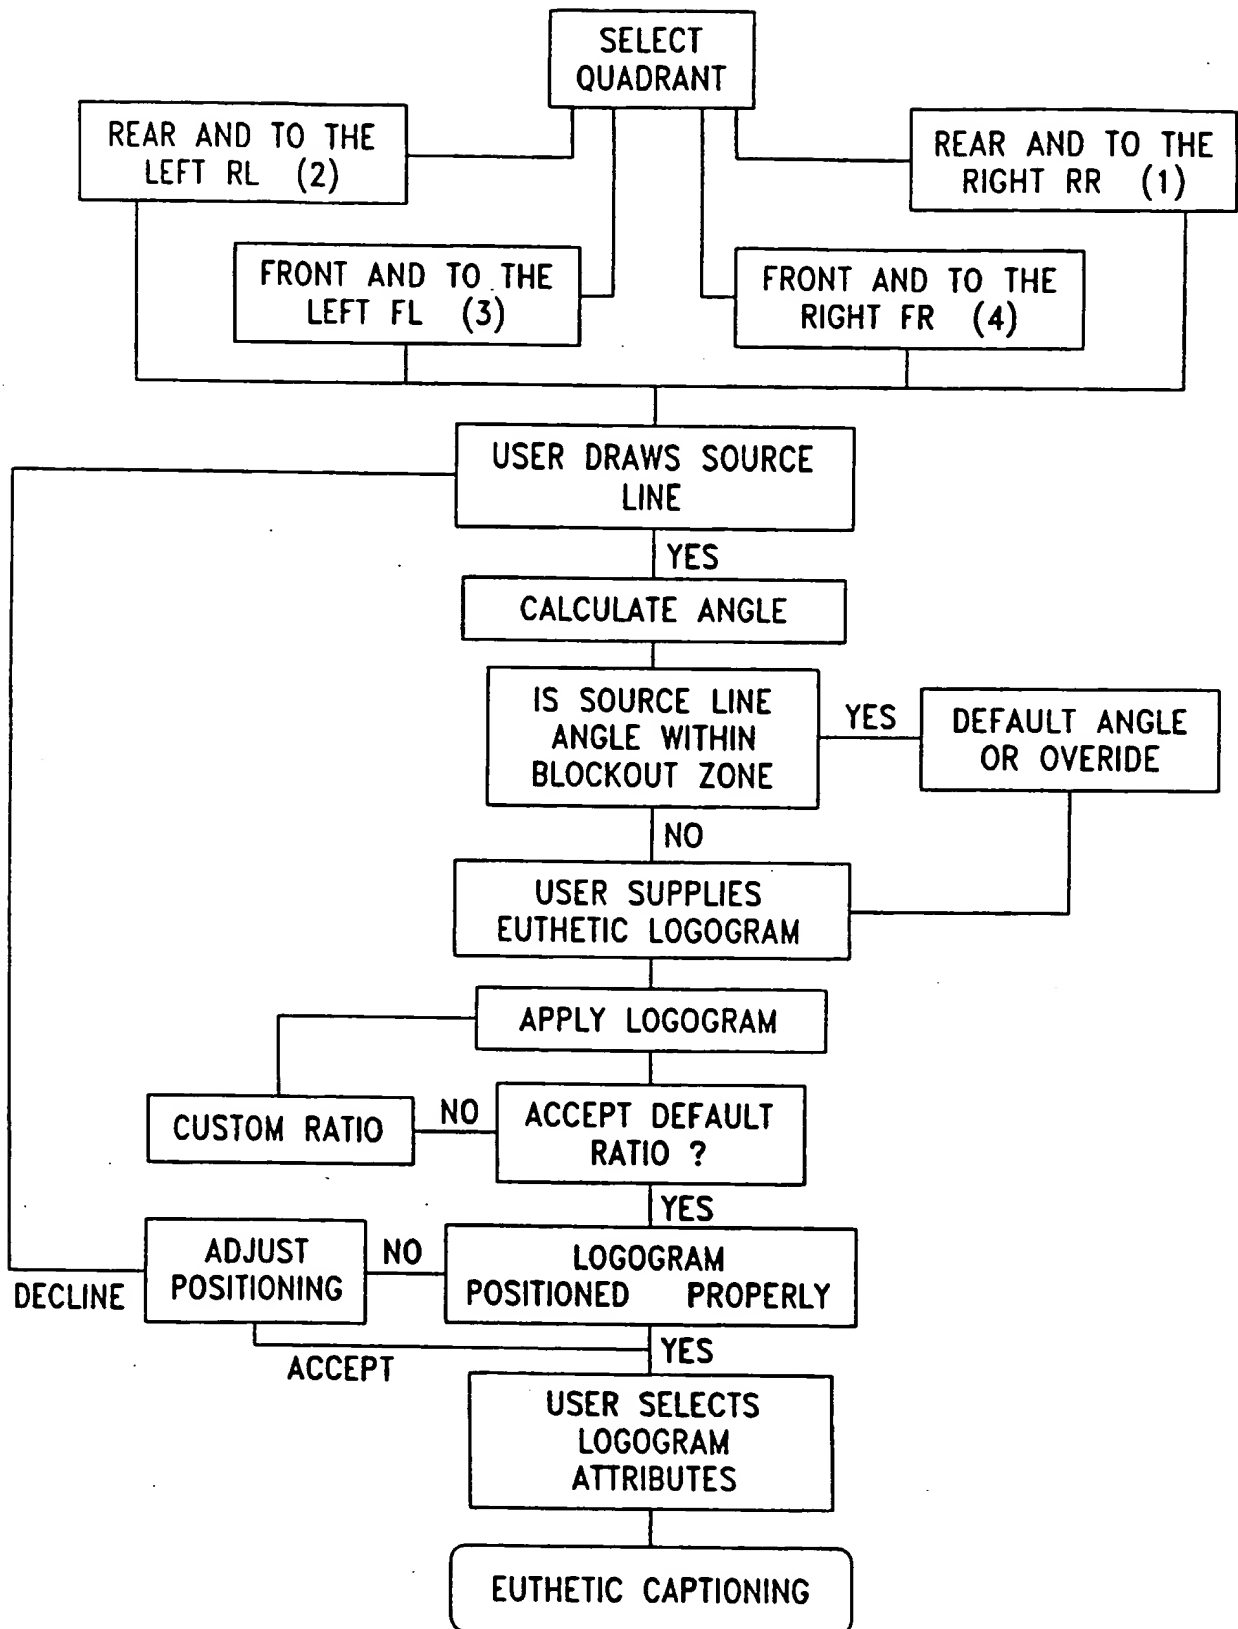 SELECT
QUADRANT
REAR AND TO THE
LEFT RL (2)
REAR AND TO THE
RIGHT RR (1)
FRONT AND TO THE
LEFT FL (3)
FRONT AND TO THE
RIGHT FR (4)
USER DRAWS SOURCE
LINE
YES
CALCULATE ANGLE
IS SOURCE LINE
ANGLE WITHIN
BLOCKOUT ZONE
YES
DEFAULT ANGLE
OR OVERIDE
NO
USER SUPPLIES
EUTHETIC LOGOGRAM
APPLY LOGOGRAM
CUSTOM RATIO
NO
ACCEPT DEFAULT
RATIO ?
YES
ADJUST
POSITIONING
NO
LOGOGRAM
POSITIONED PROPERLY
DECLINE
ACCEPT
YES
USER SELECTS
LOGOGRAM
ATTRIBUTES
EUTHETIC CAPTIONING